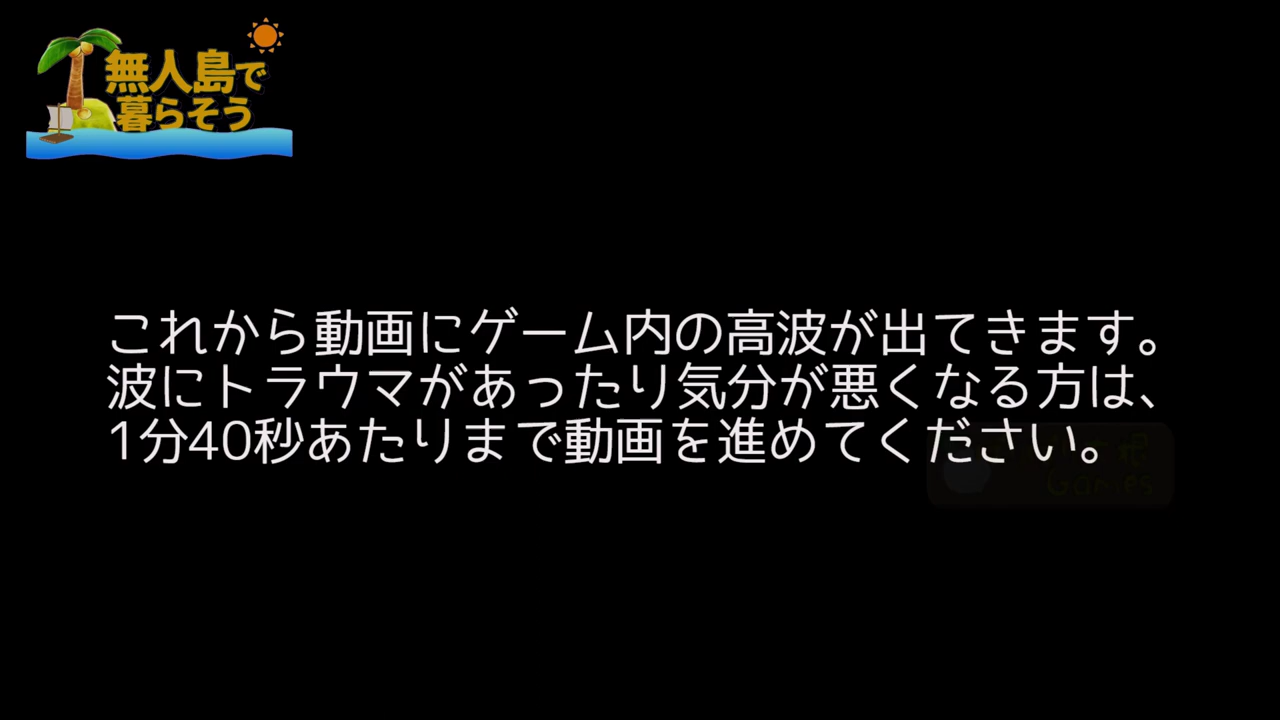 無人島で
暮らそう
これから動画にゲーム内の高波が出てきます。
波にトラウマがあったり気分が悪くなる方は、
1分40秒あたりまで動画を進めてください。
Games